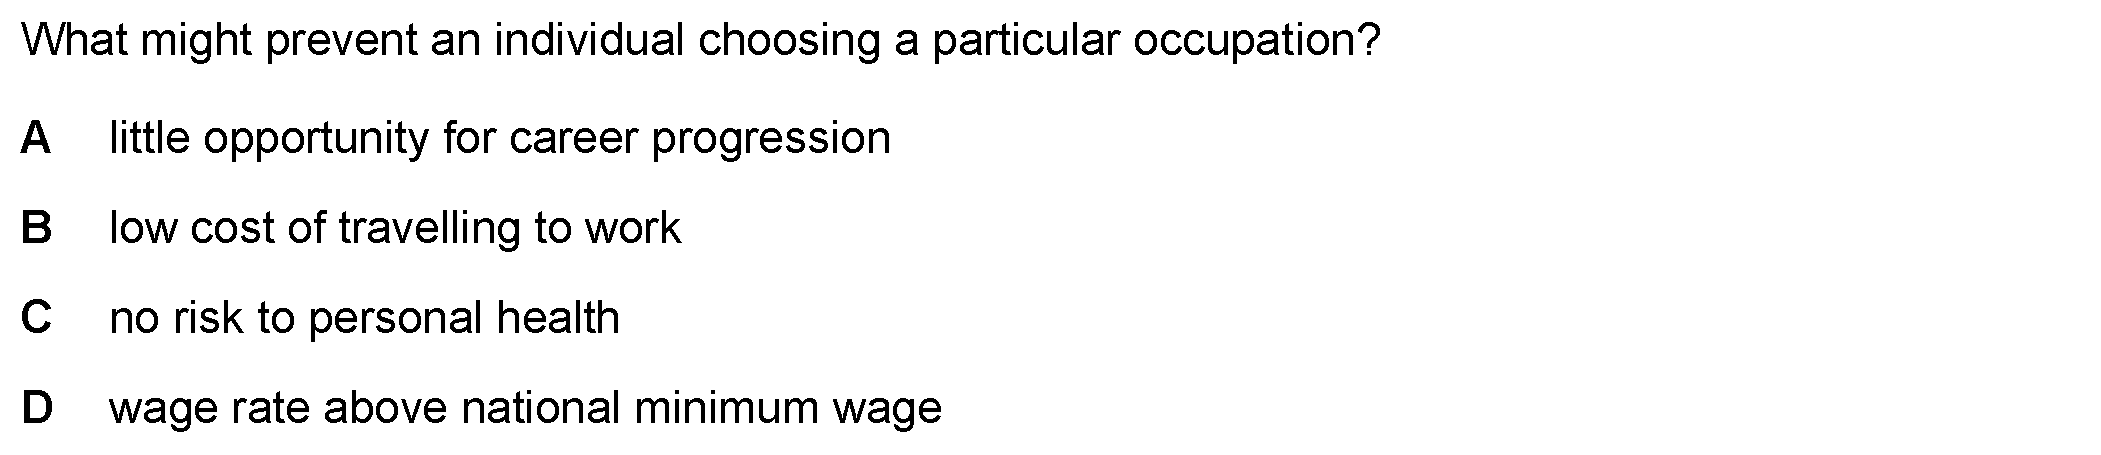 What might prevent an individual choosing a particular occupation?
A little opportunity for career progression
B low cost of travelling to work
C no risk to personal health
D wage rate above national minimum wage